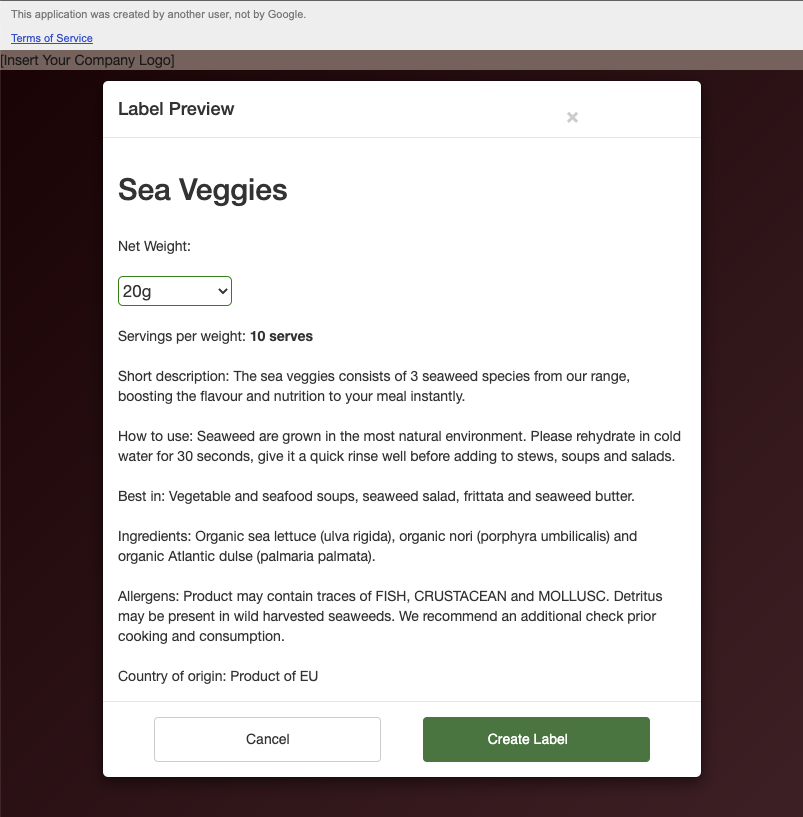 This application was created by another user, not by Google.
Terms of Service
[Insert Your Company Logo]
Label Preview
×
Sea Veggies
Net Weight:
20g
Servings per weight: 10 serves
Short description: The sea veggies consists of 3 seaweed species from our range,
boosting the flavour and nutrition to your meal instantly.
How to use: Seaweed are grown in the most natural environment. Please rehydrate in cold
water for 30 seconds, give it a quick rinse well before adding to stews, soups and salads.
Best in: Vegetable and seafood soups, seaweed salad, frittata and seaweed butter.
Ingredients: Organic sea lettuce (ulva rigida), organic nori (porphyra umbilicalis) and
organic Atlantic dulse (palmaria palmata).
Allergens: Product may contain traces of FISH, CRUSTACEAN and MOLLUSC. Detritus
may be present in wild harvested seaweeds. We recommend an additional check prior
cooking and consumption.
Country of origin: Product of EU
Cancel
Create Label